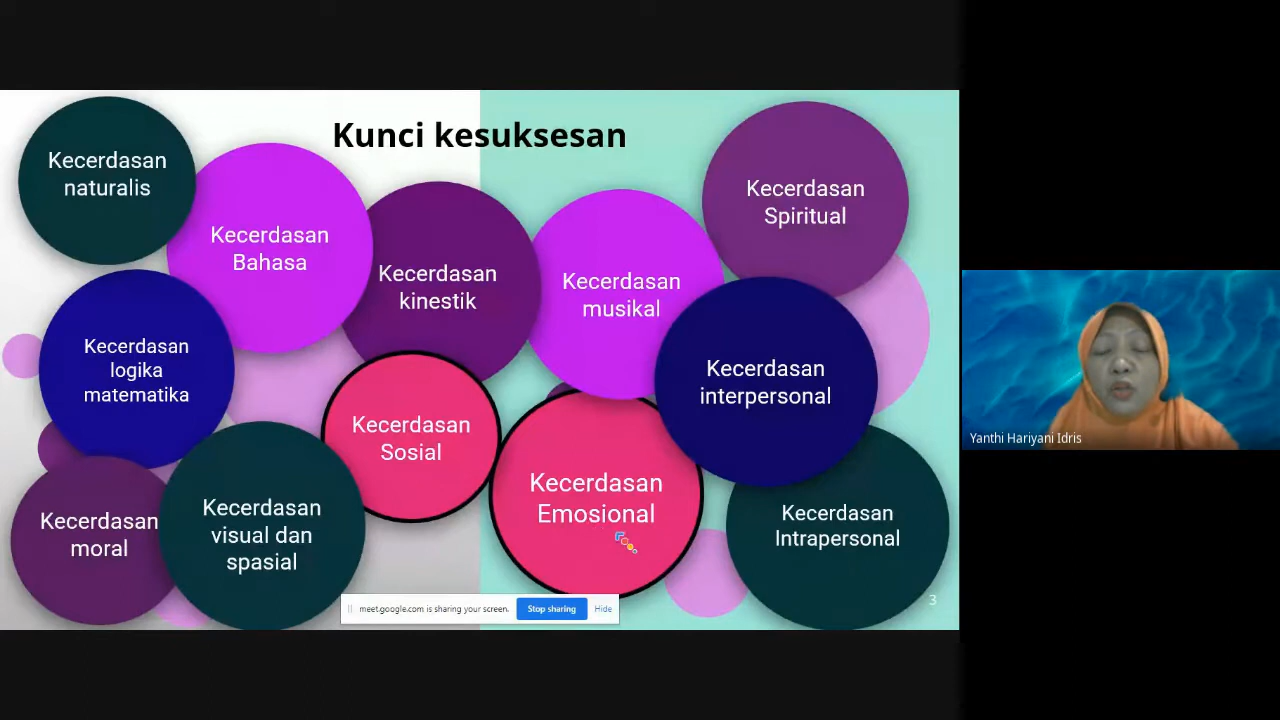 Kunci kesuksesan
Kecerdasan
naturalis
Kecerdasan
Bahasa
Kecerdasan
kinestik
Kecerdasan
musikal
Kecerdasan
Spiritual
Kecerdasan
logika
matematika
Kecerdasan
Sosial
Kecerdasan
Emosional
Kecerdasan
interpersonal
Kecerdasan
moral
Kecerdasan
visual dan
spasial
Kecerdasan
Intrapersonal
3
meet.google.com is sharing your screen.
Stop sharing
Hide
Yanthi Hariyani Idris